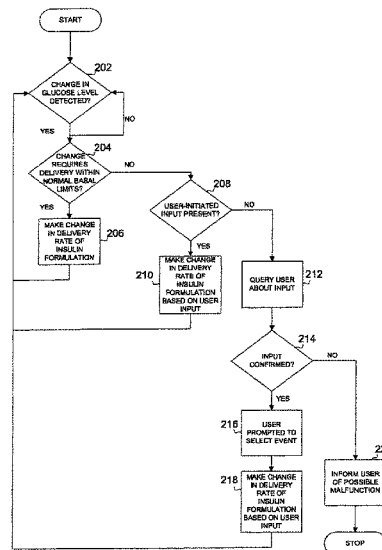 START
202
CHANGE IN
GLUCOSE LEVEL
DETECTED?
NO
YES
204
CHANGE
REQUIRES
DELIVERY WITHIN
NORMAL BASAL
LIMITS?
NO
YES
206
MAKE CHANGE
IN DELIVERY
RATE OF
INSULIN
FORMULATION
208
USER-INITIATED
INPUT PRESENT?
NO
YES
210
MAKE CHANGE
IN DELIVERY
RATE OF
INSULIN
FORMULATION
BASED ON USER
INPUT
212
QUERY USER
ABOUT INPUT
214
INPUT
CONFIRMED?
NO
YES
216
USER
PROMPTED TO
SELECT EVENT
218
MAKE CHANGE
IN DELIVERY
RATE OF
INSULIN
FORMULATION
BASED ON USER
INPUT
INFORM USER
OF POSSIBLE
MALFUNCTION
STOP